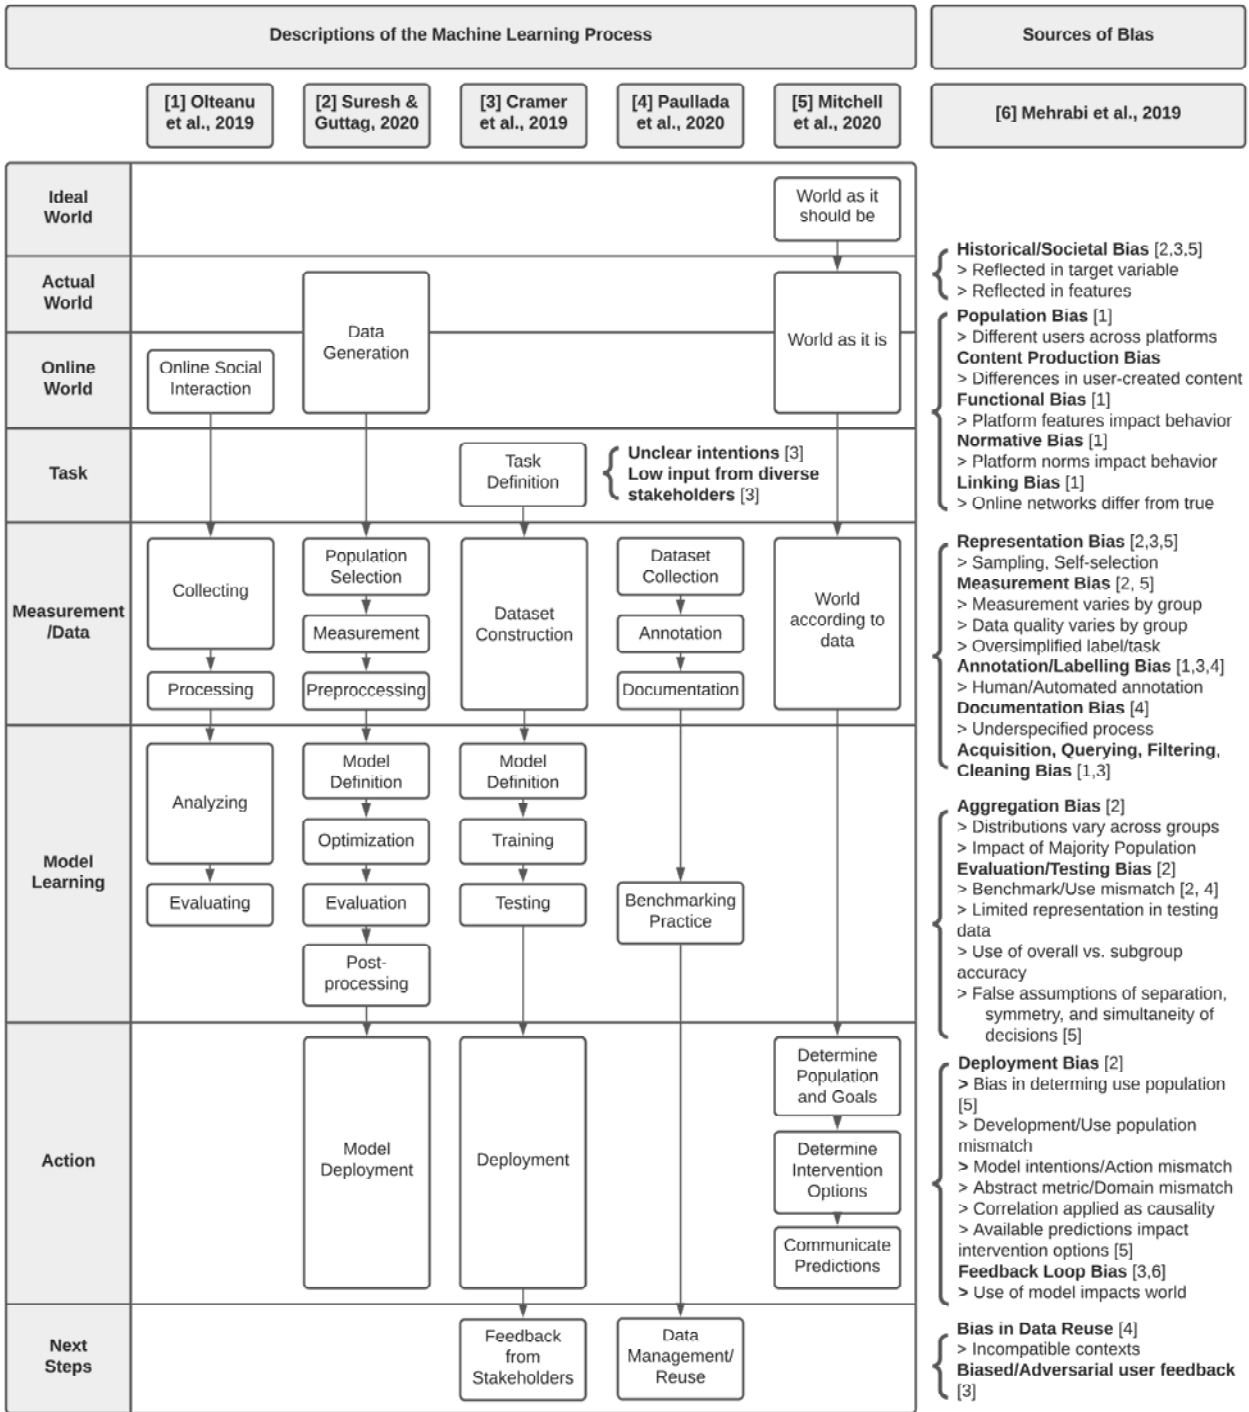 Descriptions of the Machine Learning Process
Sources of BIas
[1] Olteanu
et al., 2019
[2] Suresh &
Guttag, 2020
[3] Cramer
et al., 2019
[4] Paullada
et al., 2020
[5] Mitchell
et al., 2020
[6] Mehrabi et al., 2019
Ideal
World
World as it
should be
Actual
World
Data
Generation
World as it is
Online
World
Online Social
Interaction
Task
Task
Definition
Unclear intentions [3]
Low input from diverse
stakeholders [3]
Measurement
/Data
Collecting
Processing
Population
Selection
Measurement
Preproccessing
Dataset
Construction
Dataset
Collection
Annotation
Documentation
World
according to
data
Model
Learning
Analyzing
Evaluating
Model
Definition
Optimization
Evaluation
Post-
processing
Model
Definition
Training
Testing
Benchmarking
Practice
Action
Model
Deployment
Deployment
Determine
Population
and Goals
Determine
Intervention
Options
Communicate
Predictions
Next
Steps
Feedback
from
Stakeholders
Data
Management/
Reuse
Historical/Societal Bias [2,3,5]
> Reflected in target variable
> Reflected in features
Population Bias [1]
> Different users across platforms
Content Production Bias
> Differences in user-created content
Functional Bias [1]
> Platform features impact behavior
Normative Bias [1]
> Platform norms impact behavior
Linking Bias [1]
> Online networks differ from true
Representation Bias [2,3,5]
> Sampling, Self-selection
Measurement Bias [2, 5]
> Measurement varies by group
> Data quality varies by group
> Oversimplified label/task
Annotation/Labelling Bias [1,3,4]
> Human/Automated annotation
Documentation Bias [4]
> Underspecified process
Acquisition, Querying, Filtering,
Cleaning Bias [1,3]
Aggregation Bias [2]
> Distributions vary across groups
> Impact of Majority Population
Evaluation/Testing Bias [2]
> Benchmark/Use mismatch [2, 4]
> Limited representation in testing
data
> Use of overall vs. subgroup
accuracy
> False assumptions of separation,
symmetry, and simultaneity of
decisions [5]
Deployment Bias [2]
> Bias in determing use population
[5]
> Development/Use population
mismatch
> Model intentions/Action mismatch
> Abstract metric/Domain mismatch
> Correlation applied as causality
> Available predictions impact
intervention options [5]
Feedback Loop Bias [3,6]
> Use of model impacts world
Bias in Data Reuse [4]
> Incompatible contexts
Biased/Adversarial user feedback
[3]